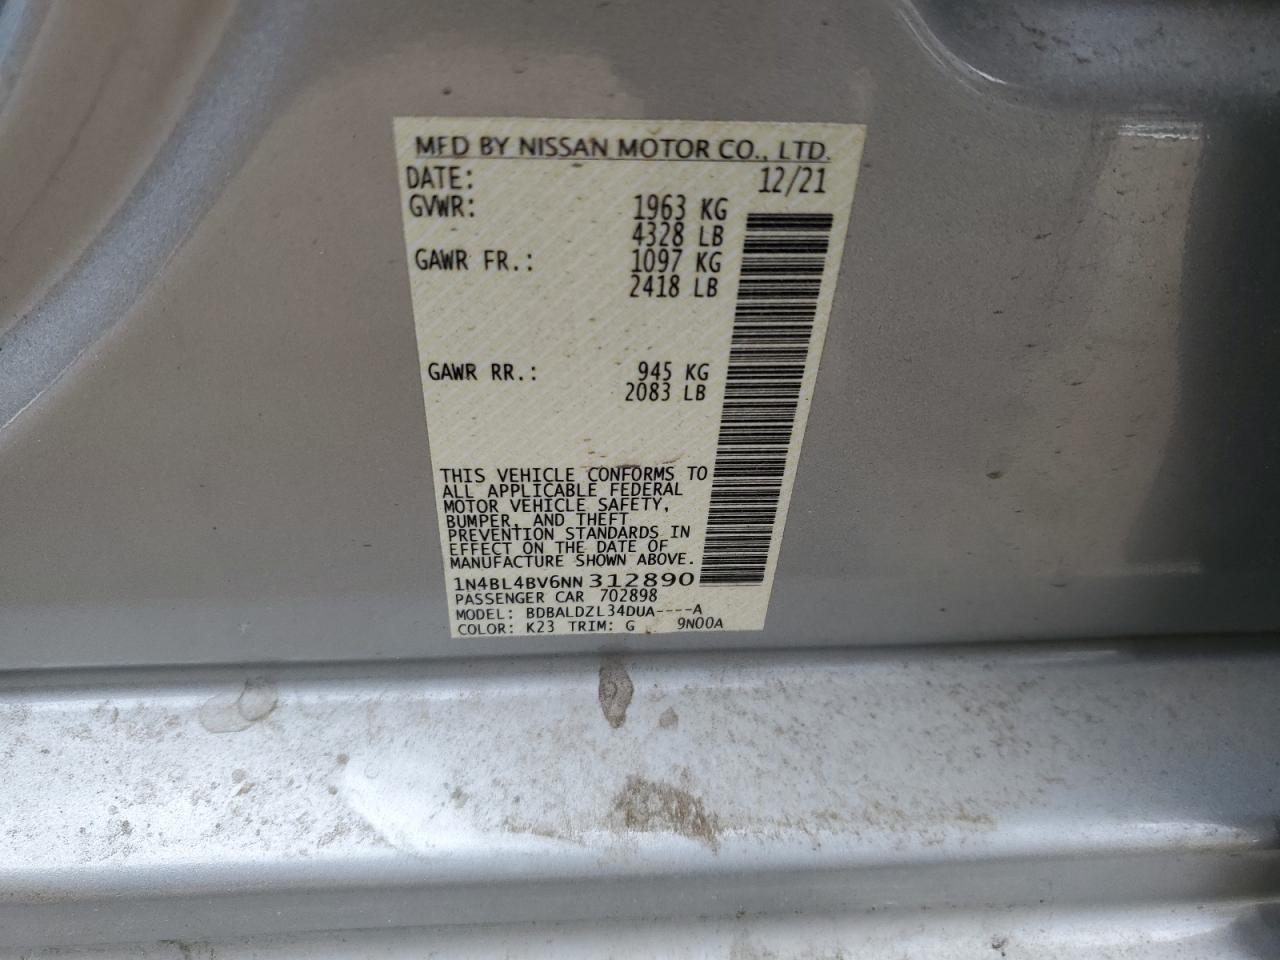 MFD BY NISSAN MOTOR CO., LTD.
DATE: 12/21
GVWR: 1963 KG
4328 LB
GAWR FR.: 1097 KG
2418 LB
GAWR RR.: 945 KG
2083 LB
THIS VEHICLE CONFORMS TO
ALL APPLICABLE FEDERAL
MOTOR VEHICLE SAFETY,
BUMPER, AND THEFT
PREVENTION STANDARDS IN
EFFECT ON THE DATE OF
MANUFACTURE SHOWN ABOVE.
1N4BL4BV6NN312890
PASSENGER CAR 702898
MODEL: BDBALDZL34DUA----A
COLOR: K23 TRIM: G 9N00A